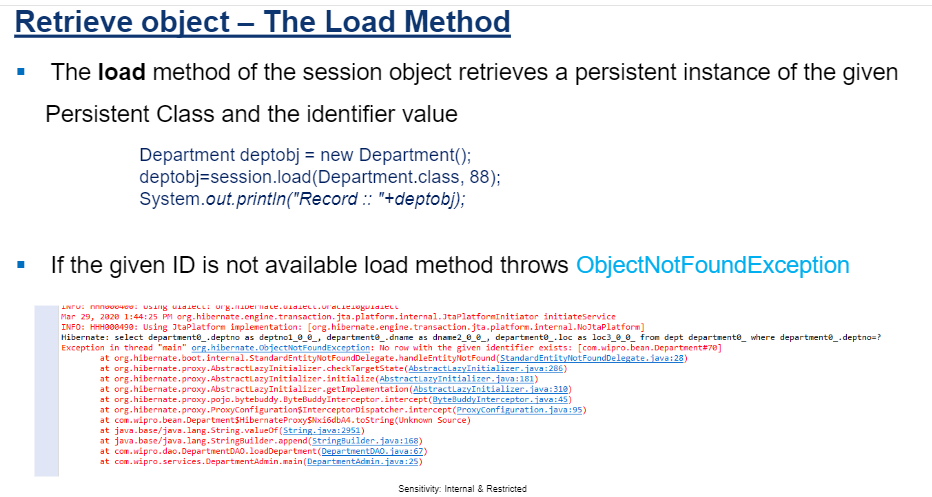 Retrieve object – The Load Method
The load method of the session object retrieves a persistent instance of the given
Persistent Class and the identifier value
Department deptobj = new Department();
deptobj=session.load(Department.class, 88);
System.out.println("Record :: "+deptobj);
If the given ID is not available load method throws ObjectNotFoundException
INFO: HHH000400: Using dialect: org.hibernate.dialect.Oracle10gDialect
Mar 29, 2020 1:44:25 PM org.hibernate.engine.transaction.jta.platform.internal.JtaPlatformInitiator initiateService
INFO: HHH000490: Using JtaPlatform implementation: [org.hibernate.engine.transaction.jta.platform.internal.NoJtaPlatform]
Hibernate: select department0_.deptno as deptno1_0_0_, department0_.dname as dname2_0_0_, department0_.loc as loc3_0_0_ from dept department0_ where department0_.deptno=?
Exception in thread "main" org.hibernate.ObjectNotFoundException: No row with the given identifier exists: [com.wipro.bean.Department#70]
at org.hibernate.boot.internal.StandardEntityNotFoundDelegate.handleEntityNotFound(StandardEntityNotFoundDelegate.java:28)
at org.hibernate.proxy.AbstractLazyInitializer.checkTargetState(AbstractLazyInitializer.java:286)
at org.hibernate.proxy.AbstractLazyInitializer.initialize(AbstractLazyInitializer.java:181)
at org.hibernate.proxy.AbstractLazyInitializer.getImplementation(AbstractLazyInitializer.java:310)
at org.hibernate.proxy.pojo.bytebuddy.ByteBuddyInterceptor.intercept(ByteBuddyInterceptor.java:45)
at org.hibernate.proxy.ProxyConfiguration$InterceptorDispatcher.intercept(ProxyConfiguration.java:95)
at com.wipro.bean.Department$HibernateProxy$Nxi6dbA4.toString(Unknown Source)
at java.base/java.lang.String.valueOf(String.java:2951)
at java.base/java.lang.StringBuilder.append(StringBuilder.java:168)
at com.wipro.dao.DepartmentDAO.loadDepartment(DepartmentDAO.java:67)
at com.wipro.services.DepartmentAdmin.main(DepartmentAdmin.java:25)
Sensitivity: Internal & Restricted